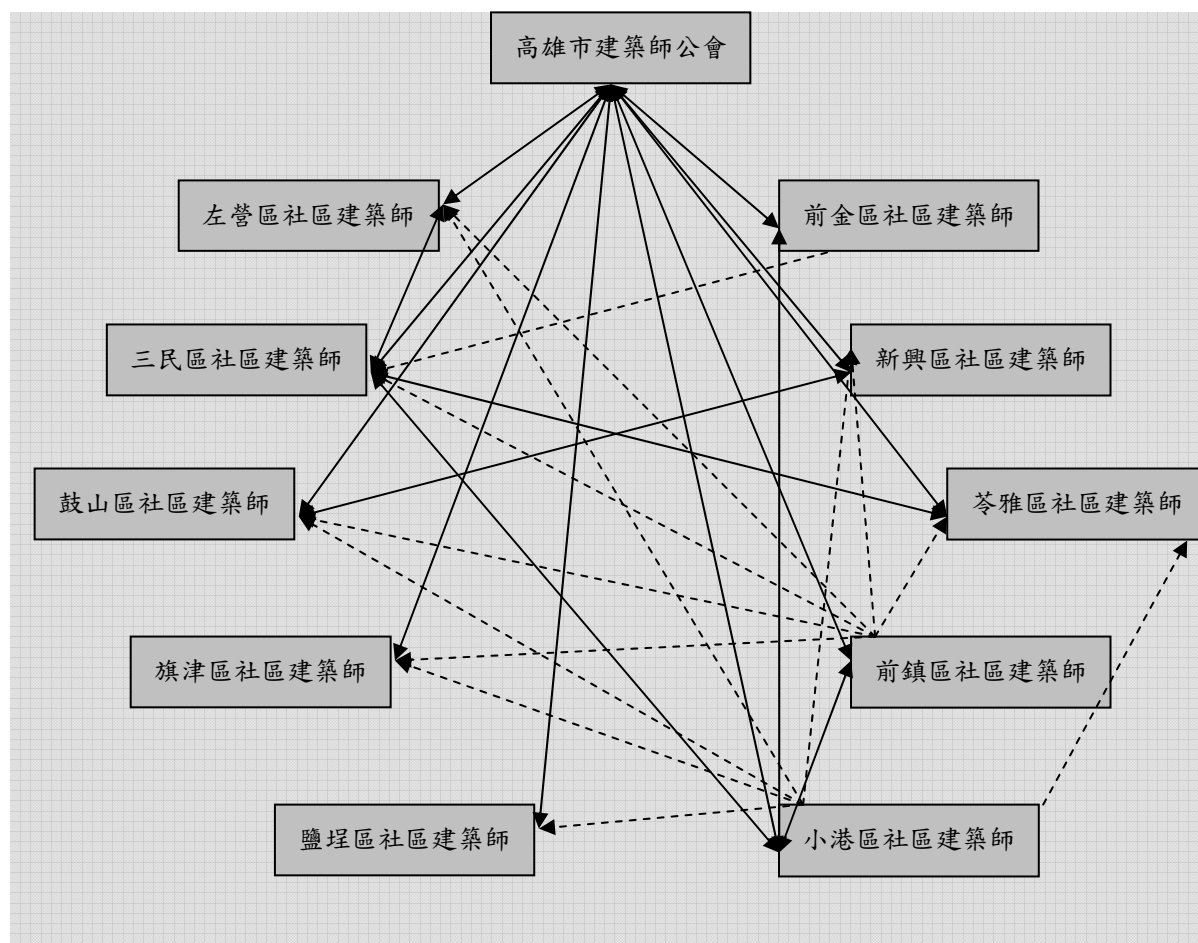 高雄市建築師公會
左營區社區建築師
前金區社區建築師
三民區社區建築師
新興區社區建築師
鼓山區社區建築師
苓雅區社區建築師
旗津區社區建築師
前鎮區社區建築師
鹽埕區社區建築師
小港區社區建築師